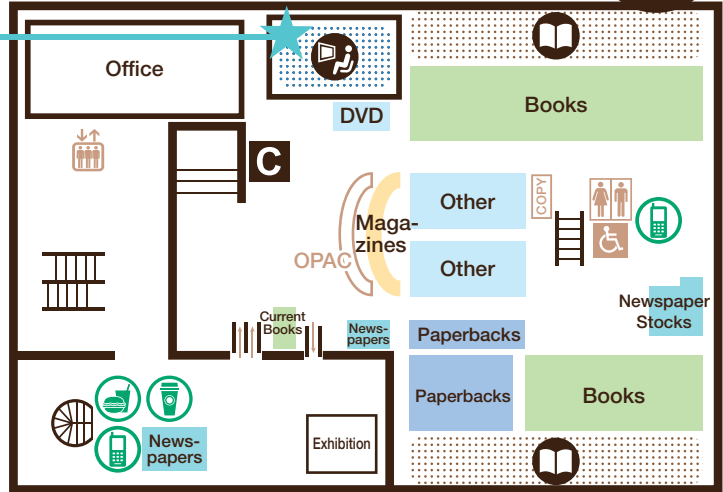 Office
DVD
Books
C
Other
COPY
Maga-
zines
OPAC
Other
Newspaper
Stocks
Current
Books
News-
papers
Paperbacks
Paperbacks
Books
News-
papers
Exhibition